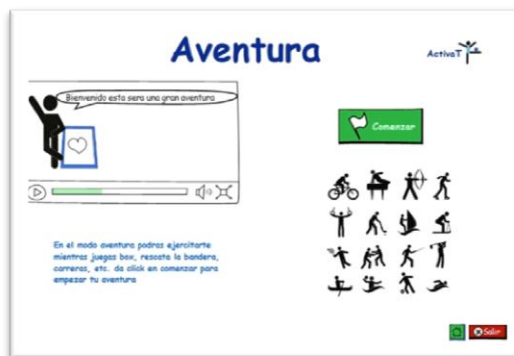 Aventura
ActivaT
Bienvenido esta sera una gran aventura
Comenzar
En el modo aventura podras ejercitarte
mientras juegas box, rescata la bandera,
carreras, etc. da click en comenzar para
empezar tu aventura
Salir